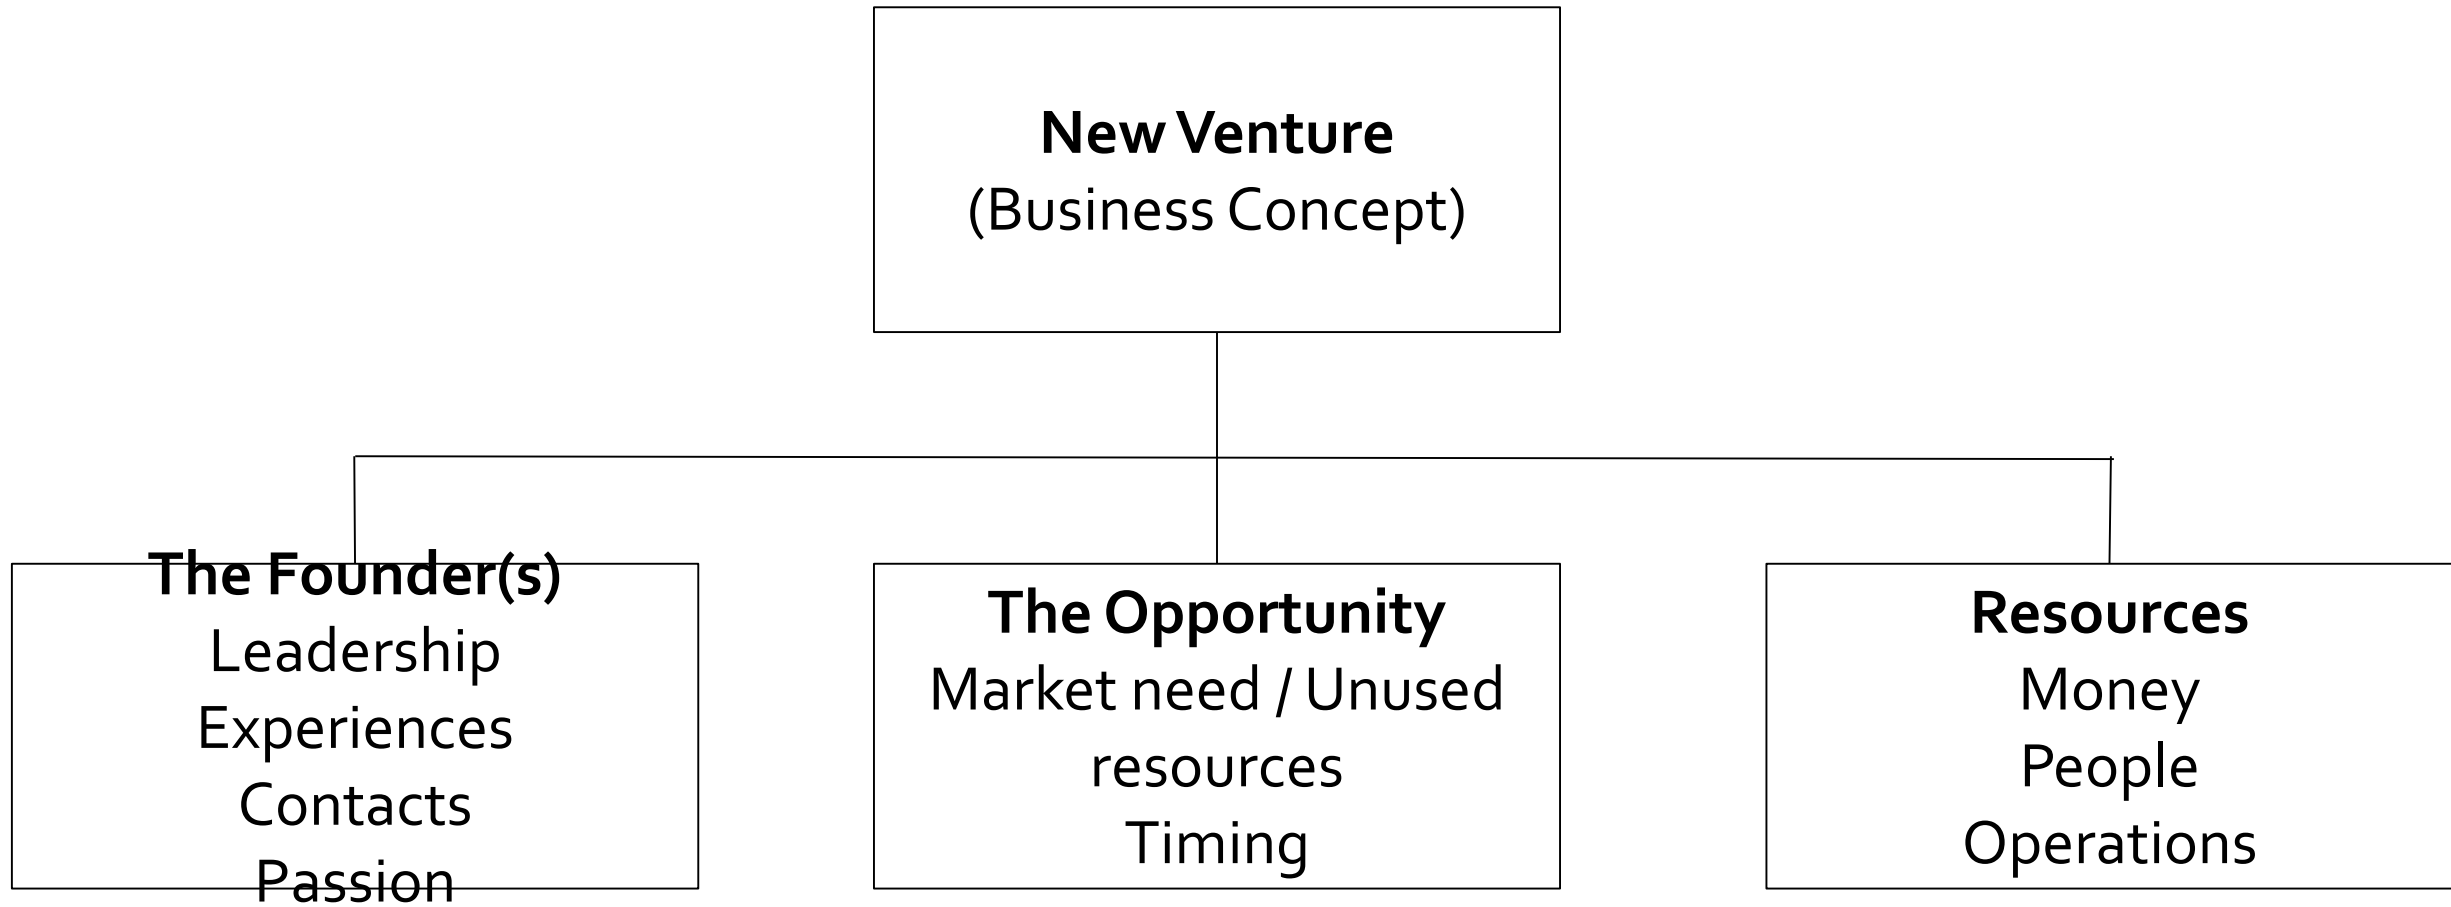 New Venture
(Business Concept)
The Founder(s)
Leadership
Experiences
Contacts
Passion
The Opportunity
Market need / Unused
resources
Timing
Resources
Money
People
Operations